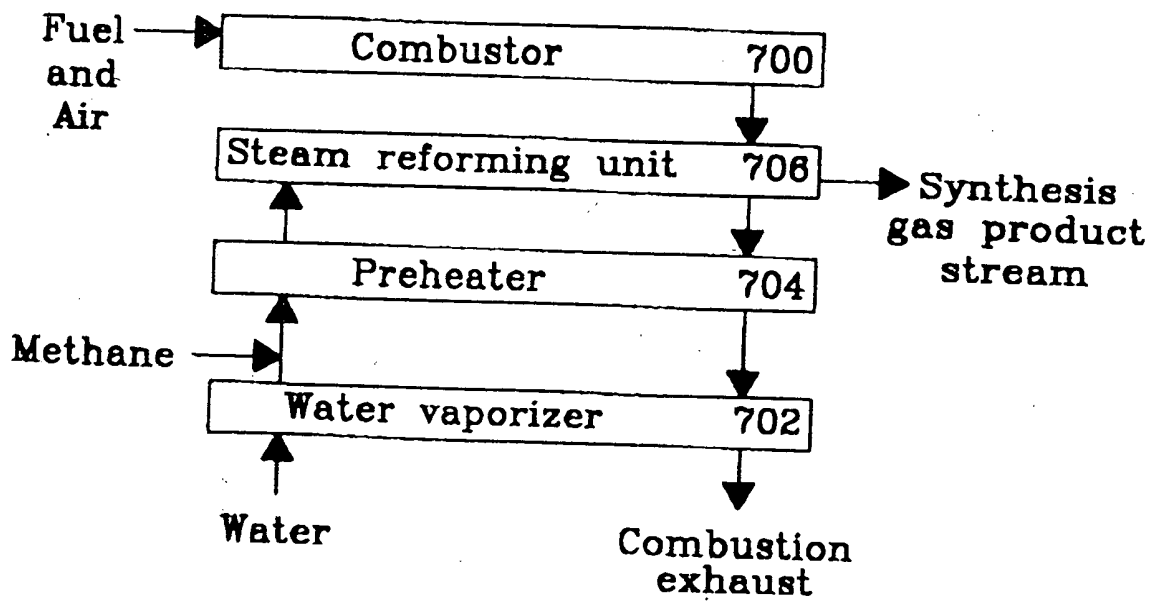 Fuel
and
Air
Combustor 700
Steam reforming unit 706
Synthesis
gas product
stream
Preheater 704
Methane
Water vaporizer 702
Water
Combustion
exhaust